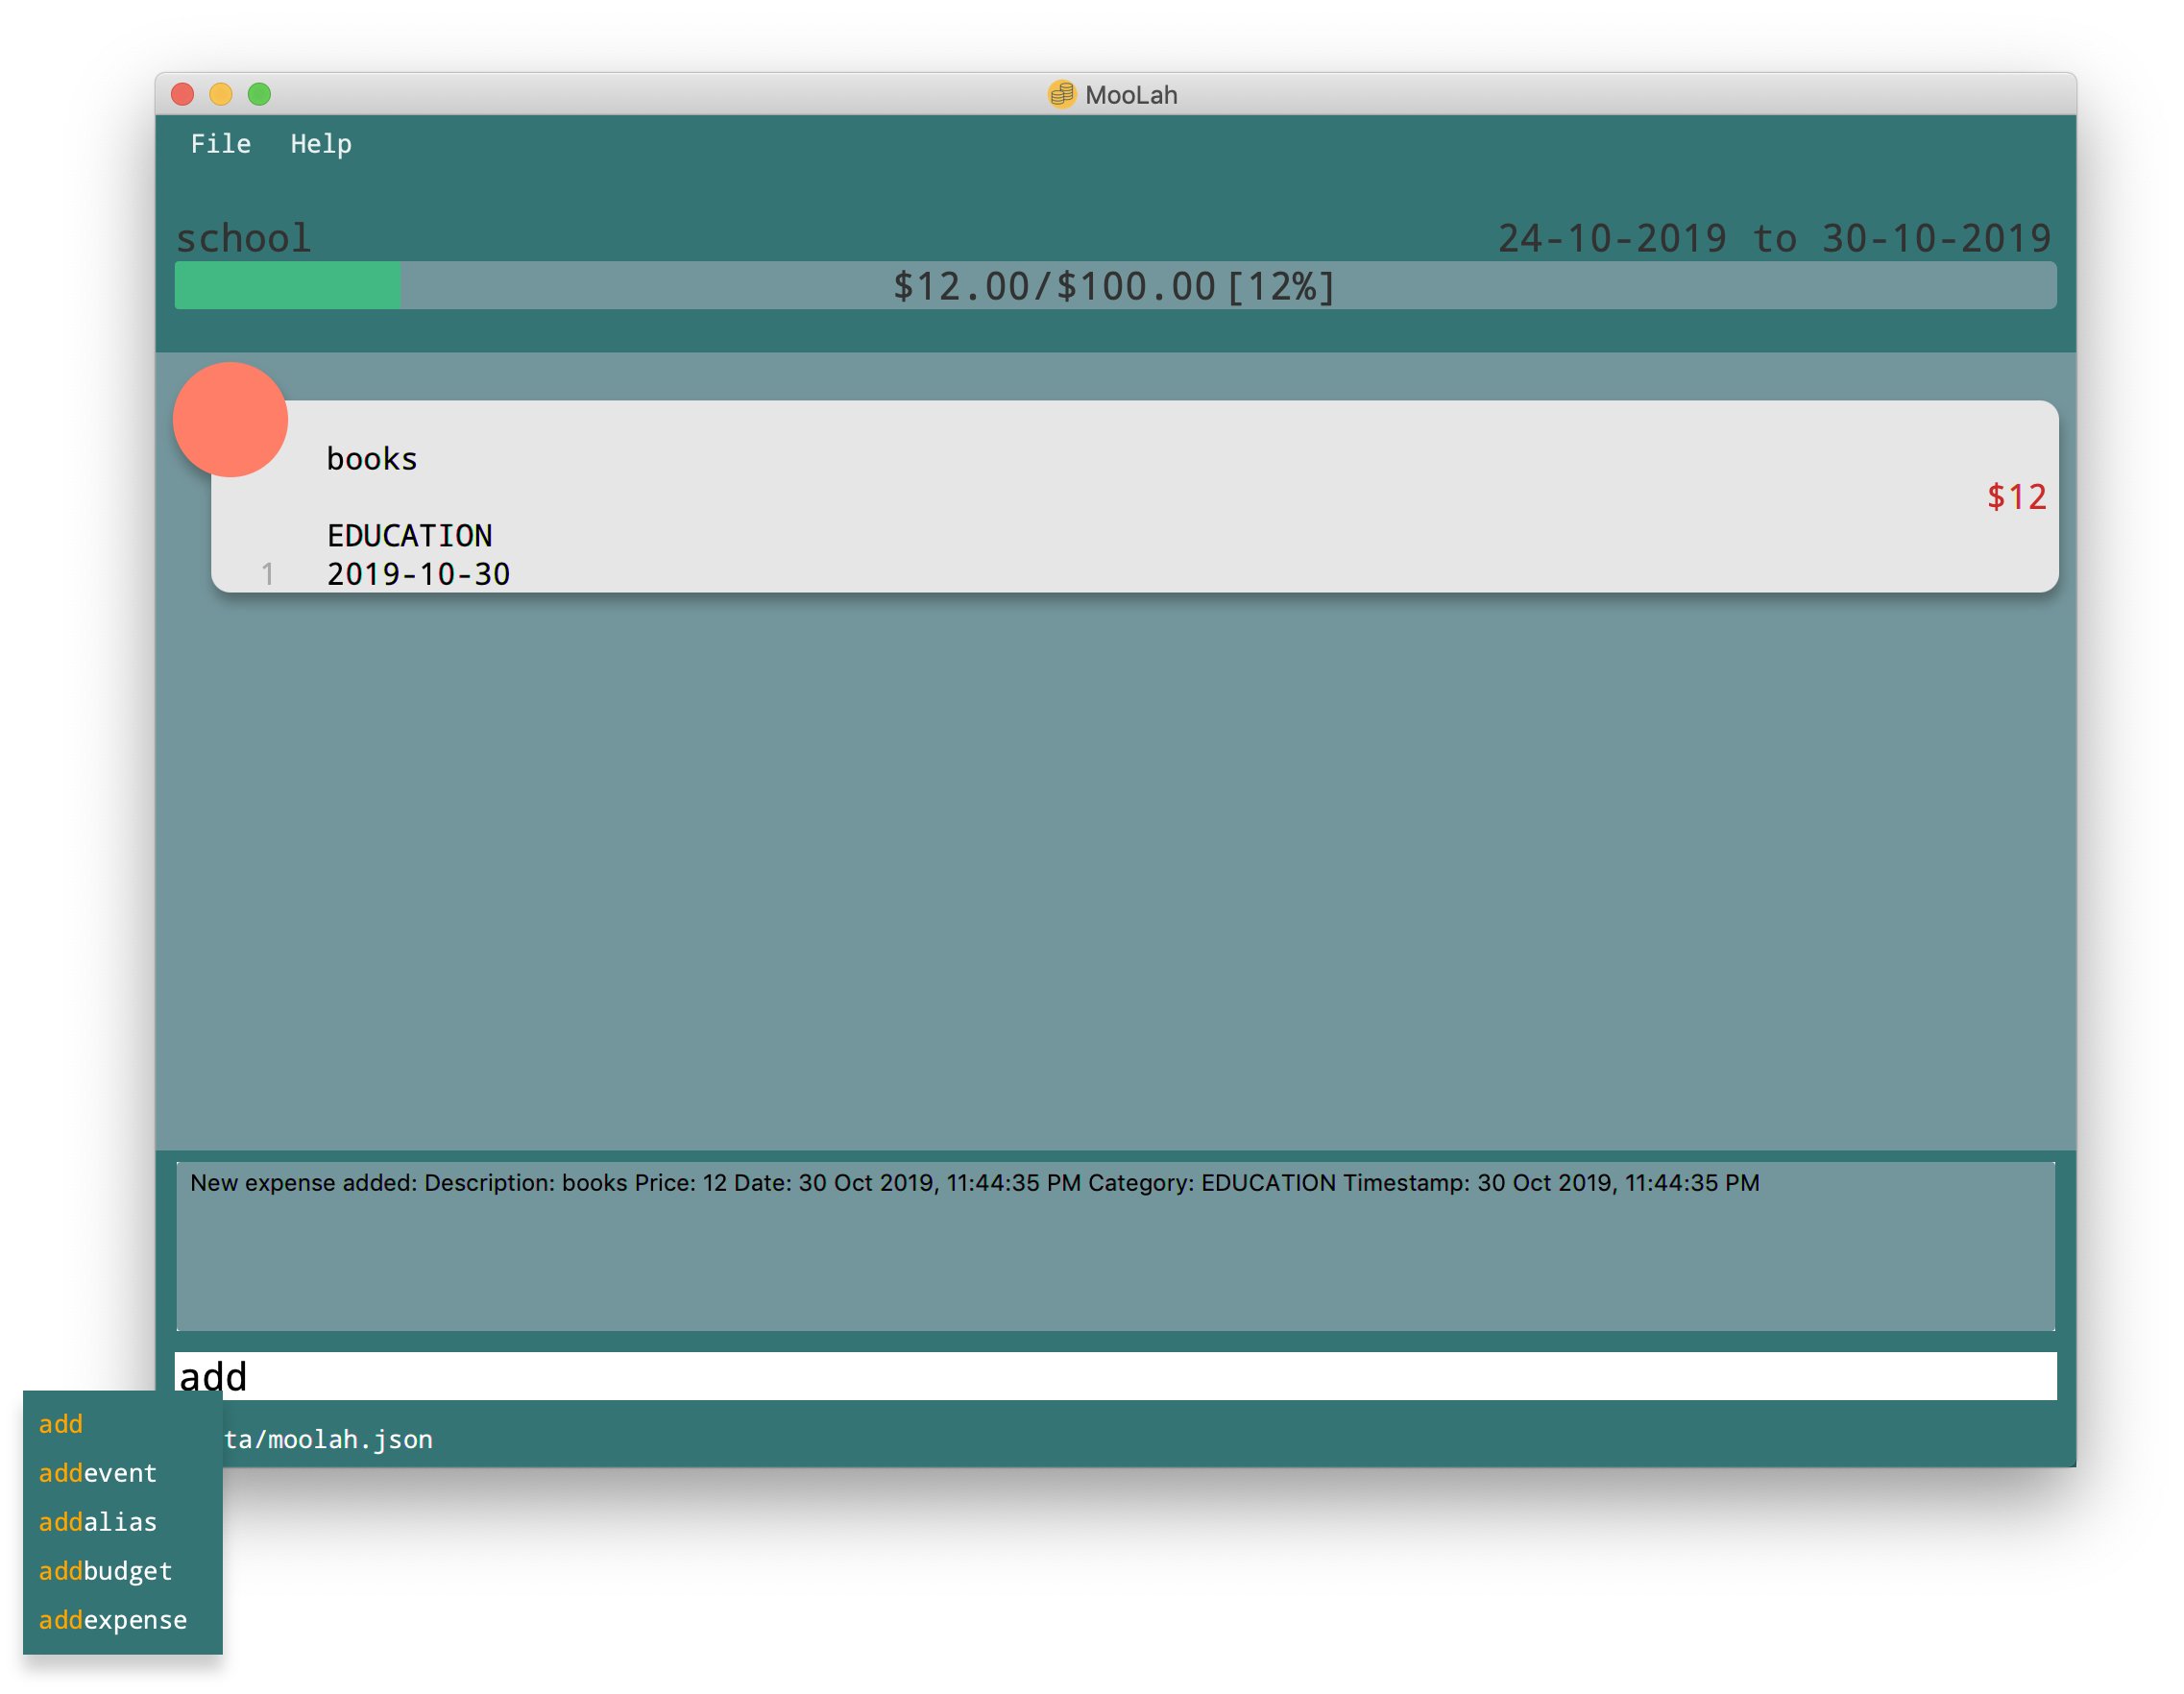 MooLah
File Help
school 24-10-2019 to 30-10-2019
$12.00/$100.00 [12%]
books
$12
EDUCATION
1 2019-10-30
New expense added: Description: books Price: 12 Date: 30 Oct 2019, 11:44:35 PM Category: EDUCATION Timestamp: 30 Oct 2019, 11:44:35 PM
add
ta/moolah.json
add
addevent
addalias
addbudget
addexpense